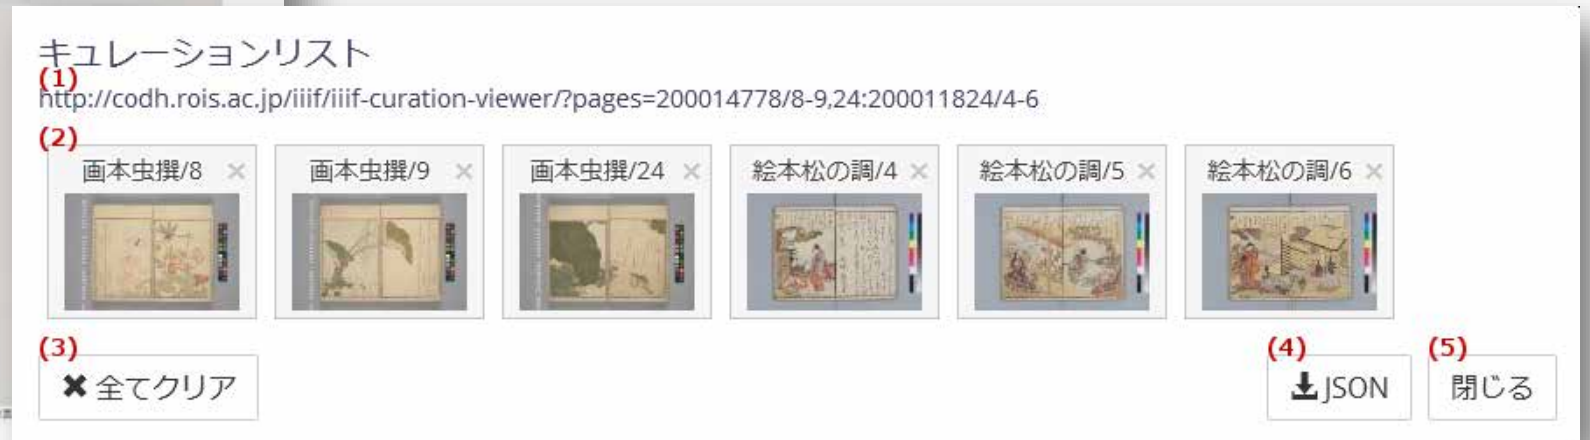 キュレーションリスト
(1)
http://codh.rois.ac.jp/iiif/iiif-curation-viewer/?pages=200014778/8-9,24:200011824/4-6
(2)
画本虫撰/8 ×
画本虫撰/9 ×
画本虫撰/24 ×
絵本松の調/4 ×
絵本松の調/5 ×
絵本松の調/6 ×
(3)
✖ 全てクリア
(4)
JSON
(5)
閉じる